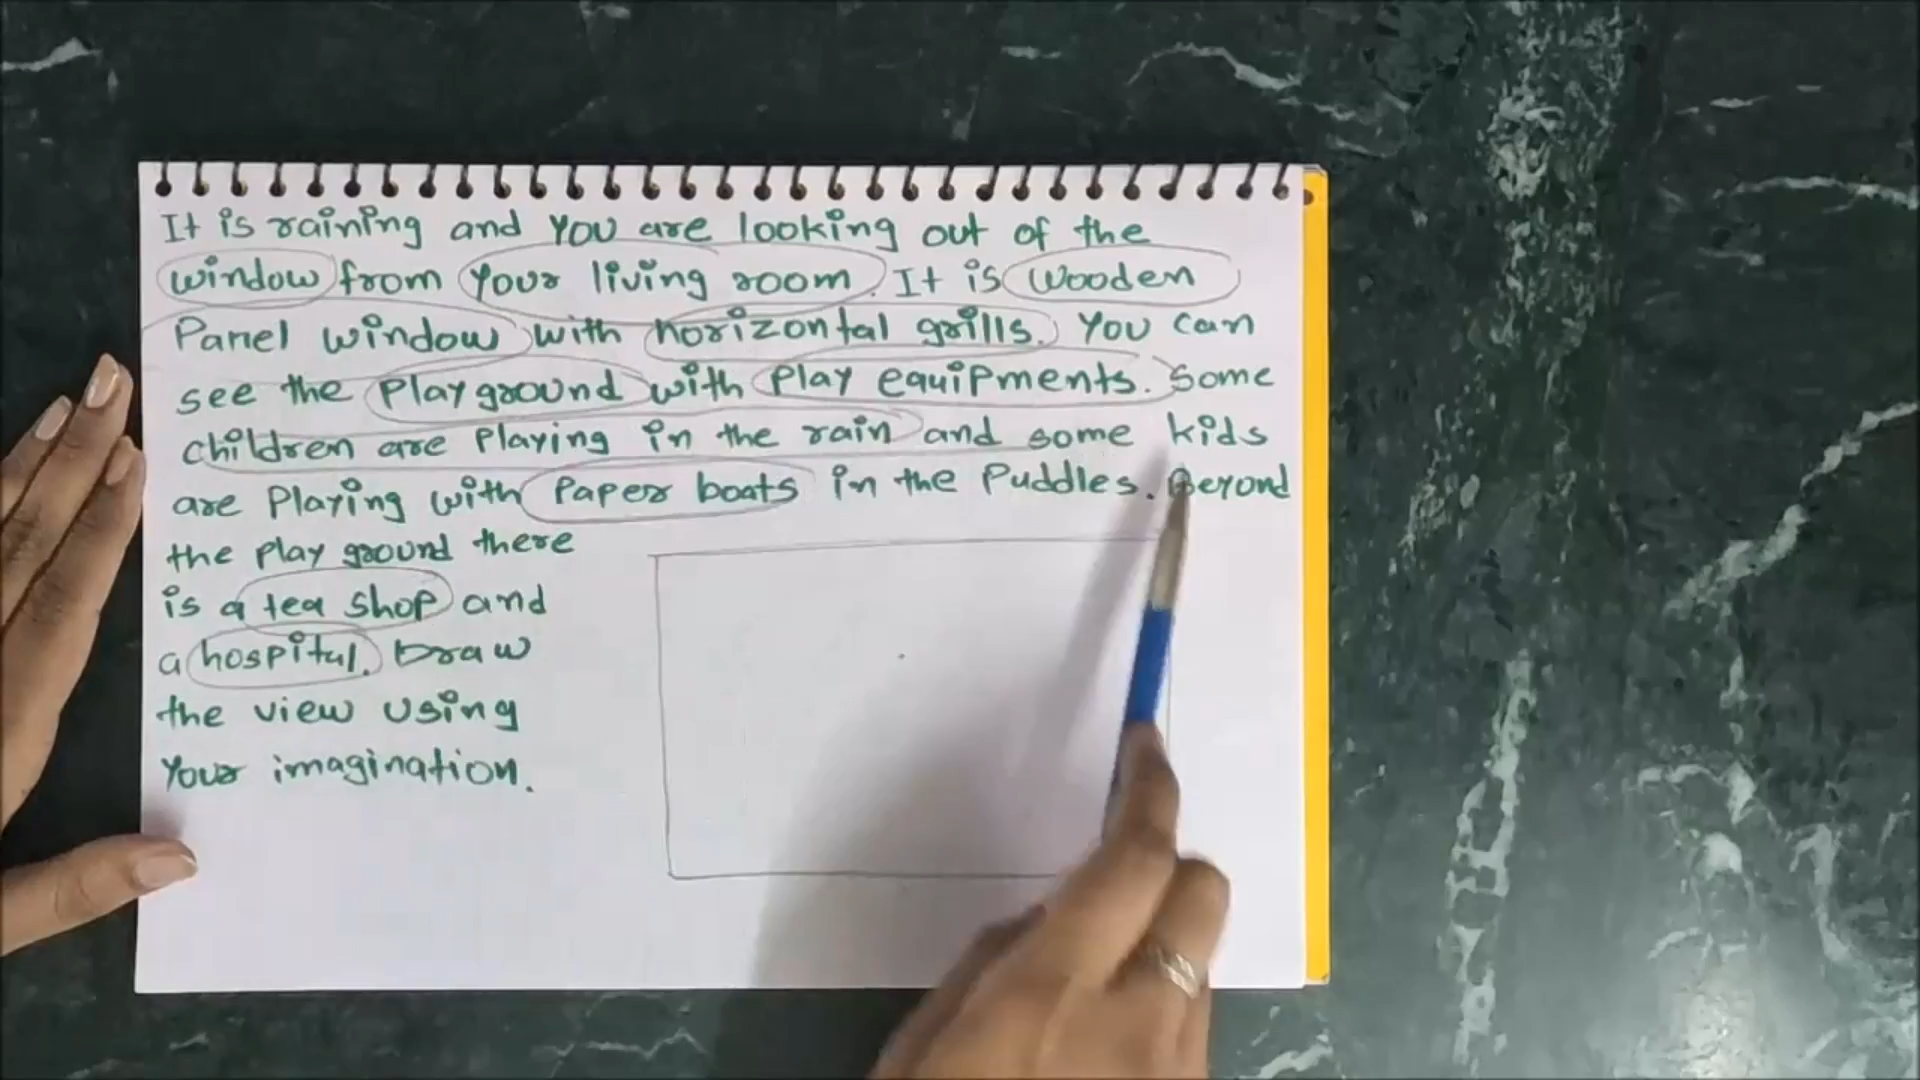 It is raining and you are looking out of the
window from your living room. It is wooden
Panel window with horizontal grills. You can
see the Play ground with Play equipments. Some
children are Playing in the rain and some kids
are Playing with Paper boats in the Puddles. Beyond
the play ground there
is a tea shop and
a hospital. Draw
the view using
Your imagination.